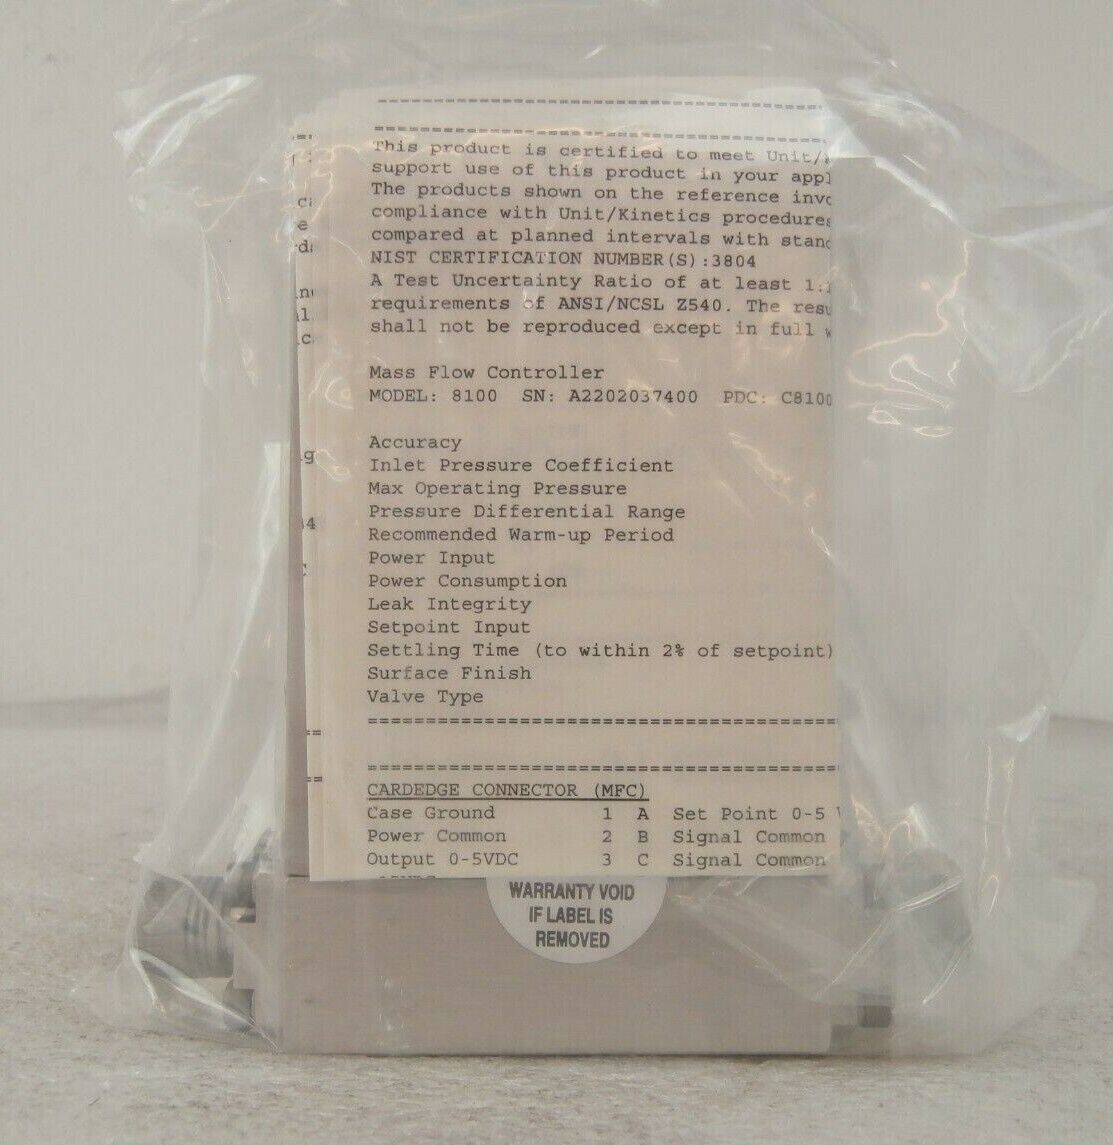 This product is certified to meet Unit/
support use of this product in your appl
The products shown on the reference invo
compliance with Unit/Kinetics procedures
compared at planned intervals with stand
NIST CERTIFICATION NUMBER(S):3804
A Test Uncertainty Ratio of at least 1:
requirements of ANSI/NCSL Z540. The resu
shall not be reproduced except in full w
Mass Flow Controller
MODEL: 8100 SN: A2202037400 PDC: C8100
Accuracy
Inlet Pressure Coefficient
Max Operating Pressure
Pressure Differential Range
Recommended Warm-up Period
Power Input
Power Consumption
Leak Integrity
Setpoint Input
Settling Time (to within 2% of setpoint)
Surface Finish
Valve Type
CARDEDGE CONNECTOR (MFC)
Case Ground 1 A Set Point 0-5 V
Power Common 2 B Signal Common
Output 0-5VDC 3 C Signal Common
WARRANTY VOID
IF LABEL IS
REMOVED